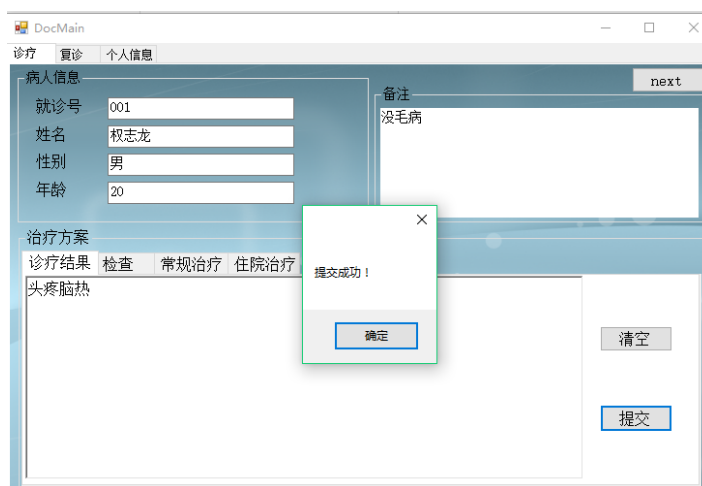 DocMain
诊疗 复诊 个人信息
病人信息
next
就诊号 001
姓名 权志龙
性别 男
年龄 20
备注
没毛病
治疗方案
诊疗结果 检查 常规治疗 住院治疗
头疼脑热
提交成功！
确定
清空
提交